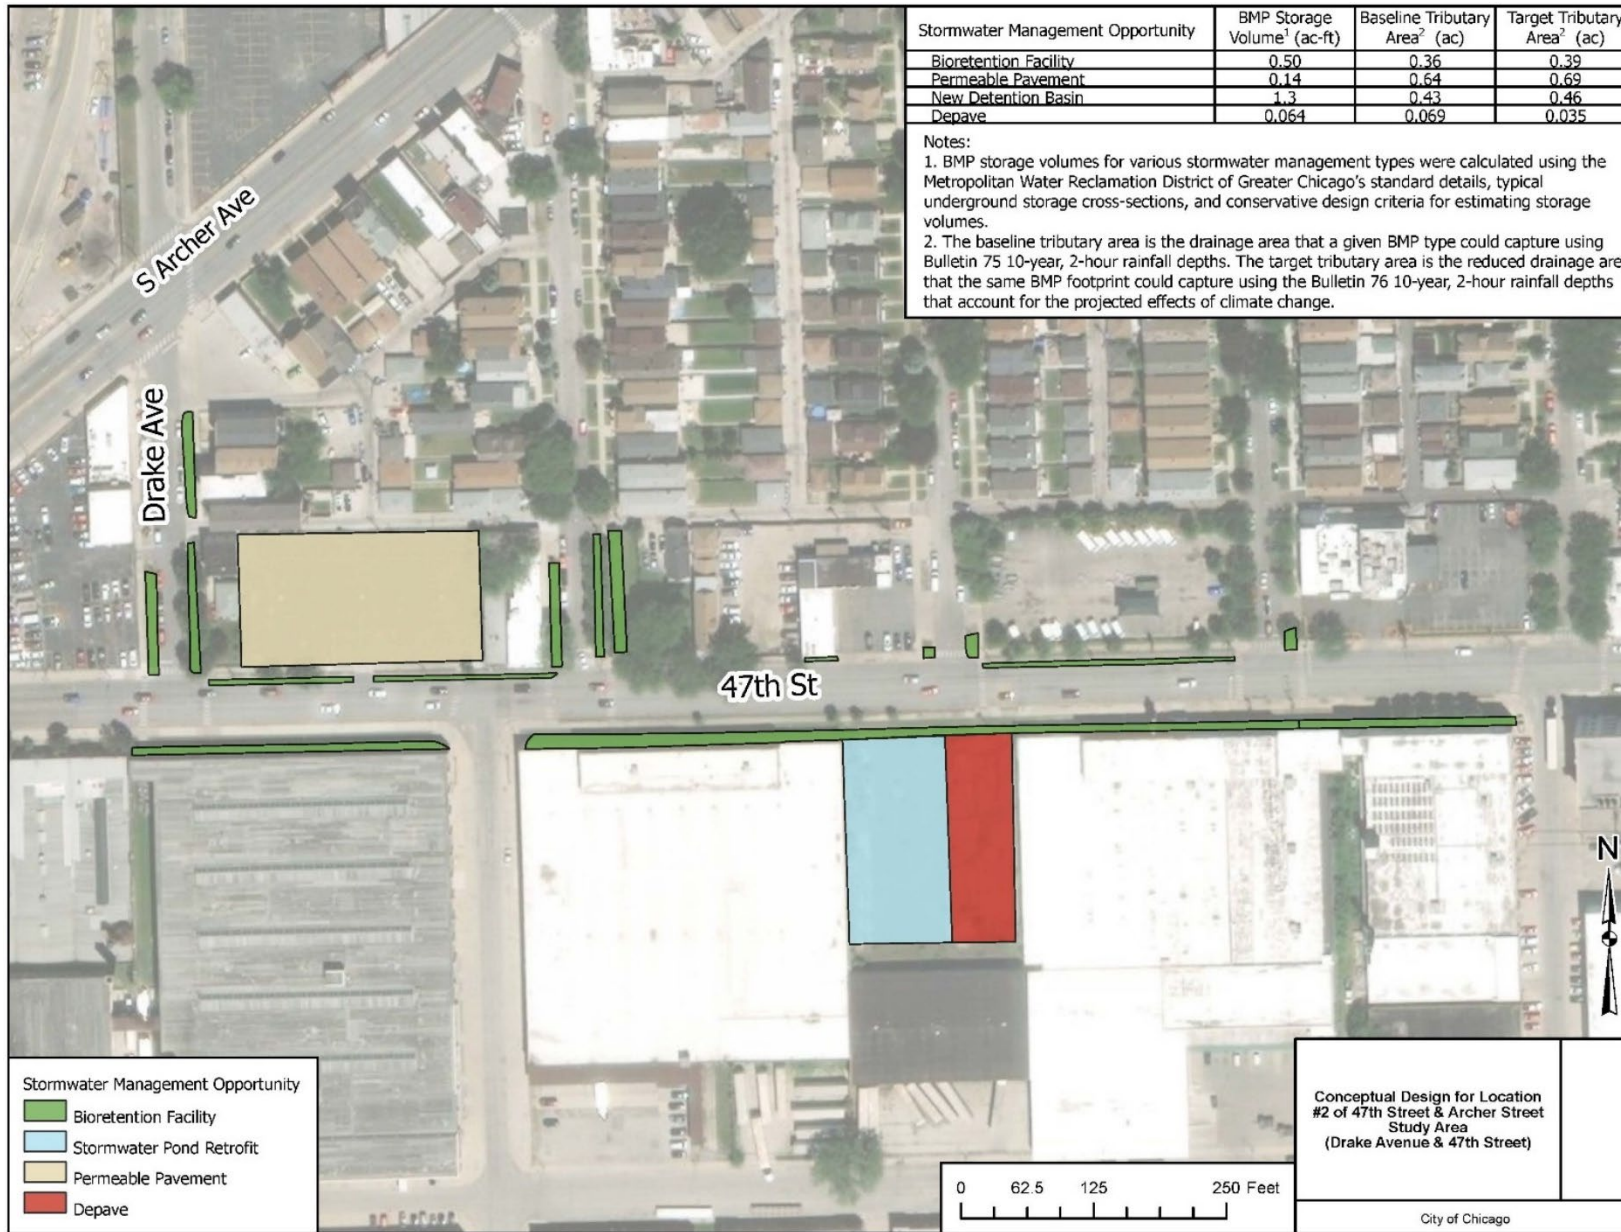 Stormwater Management Opportunity
BMP Storage Volume¹ (ac-ft)
Baseline Tributary Area² (ac)
Target Tributary Area² (ac)
Bioretention Facility 0.50 0.36 0.39
Permeable Pavement 0.14 0.64 0.69
New Detention Basin 1.3 0.43 0.46
Depave 0.064 0.069 0.035
Notes:
1. BMP storage volumes for various stormwater management types were calculated using the
Metropolitan Water Reclamation District of Greater Chicago's standard details, typical
underground storage cross-sections, and conservative design criteria for estimating storage
volumes.
2. The baseline tributary area is the drainage area that a given BMP type could capture using
Bulletin 75 10-year, 2-hour rainfall depths. The target tributary area is the reduced drainage are
that the same BMP footprint could capture using the Bulletin 76 10-year, 2-hour rainfall depths
that account for the projected effects of climate change.
S Archer Ave
Drake Ave
47th St
N
Stormwater Management Opportunity
Bioretention Facility
Stormwater Pond Retrofit
Permeable Pavement
Depave
0 62.5 125 250 Feet
Conceptual Design for Location
#2 of 47th Street & Archer Street
Study Area
(Drake Avenue & 47th Street)
City of Chicago